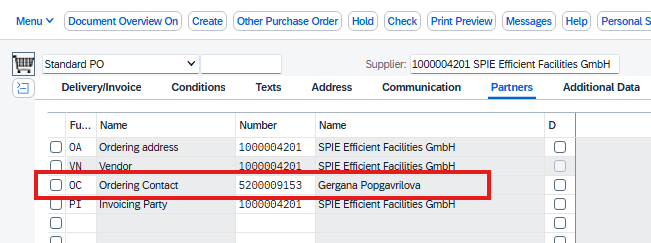 Menu Document Overview On Create Other Purchase Order Hold Check Print Preview Messages Help Personal S
Standard PO Supplier: 1000004201 SPIE Efficient Facilities GmbH
Delivery/Invoice Conditions Texts Address Communication Partners Additional Data
Fu... Name Number Name D
OA Ordering address 1000004201 SPIE Efficient Facilities GmbH
VN Vendor 1000004201 SPIE Efficient Facilities GmbH
OC Ordering Contact 5200009153 Gergana Popgavrilova
PI Invoicing Party 1000004201 SPIE Efficient Facilities GmbH